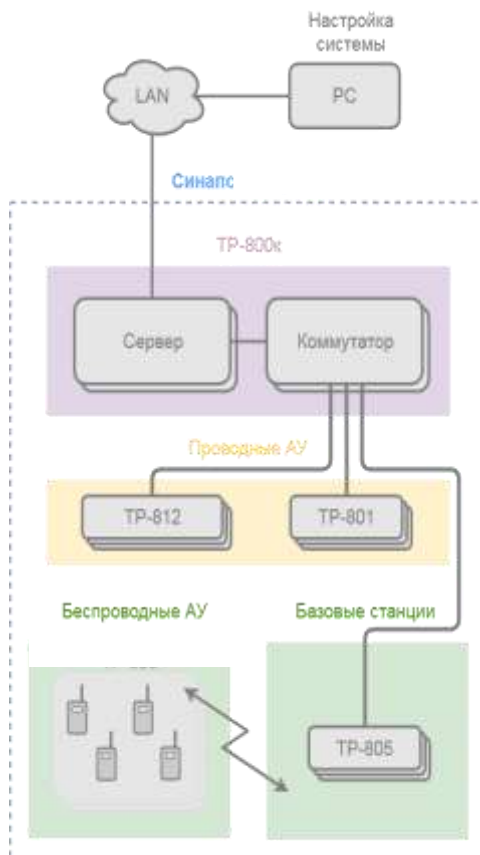 Настройка
системы
LAN
PC
Синапс
ТР-800к
Сервер
Коммутатор
Проводные АУ
ТР-812
ТР-801
Беспроводные АУ
Базовые станции
ТР-805